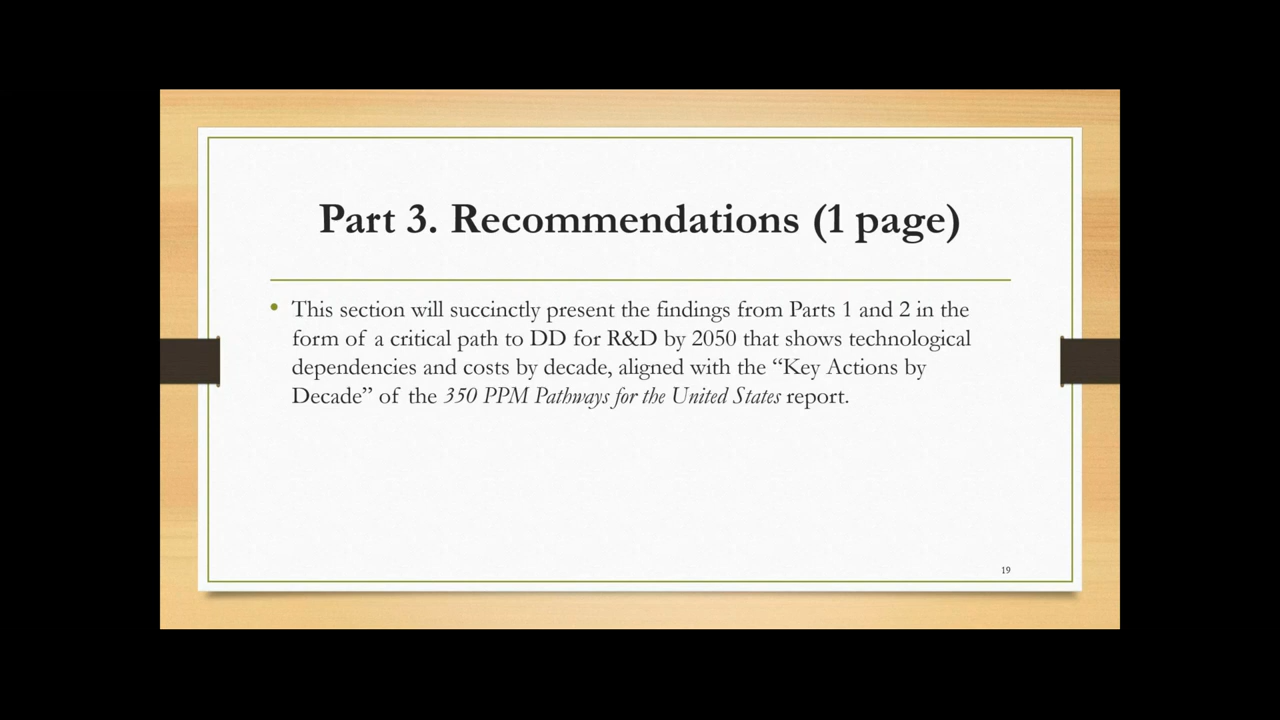 Part 3. Recommendations (1 page)
• This section will succinctly present the findings from Parts 1 and 2 in the
form of a critical path to DD for R&D by 2050 that shows technological
dependencies and costs by decade, aligned with the “Key Actions by
Decade” of the 350 PPM Pathways for the United States report.
19